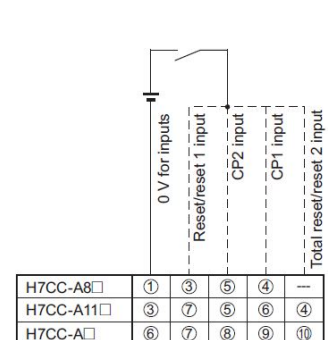 0 V for inputs
Reset/reset 1 input
CP2 input
CP1 input
Total reset/reset 2 input
H7CC-A8□ ① ③ ⑤ ④ ---
H7CC-A11□ ③ ⑦ ⑤ ⑥ ④
H7CC-A□ ⑥ ⑦ ⑧ ⑨ ⑩